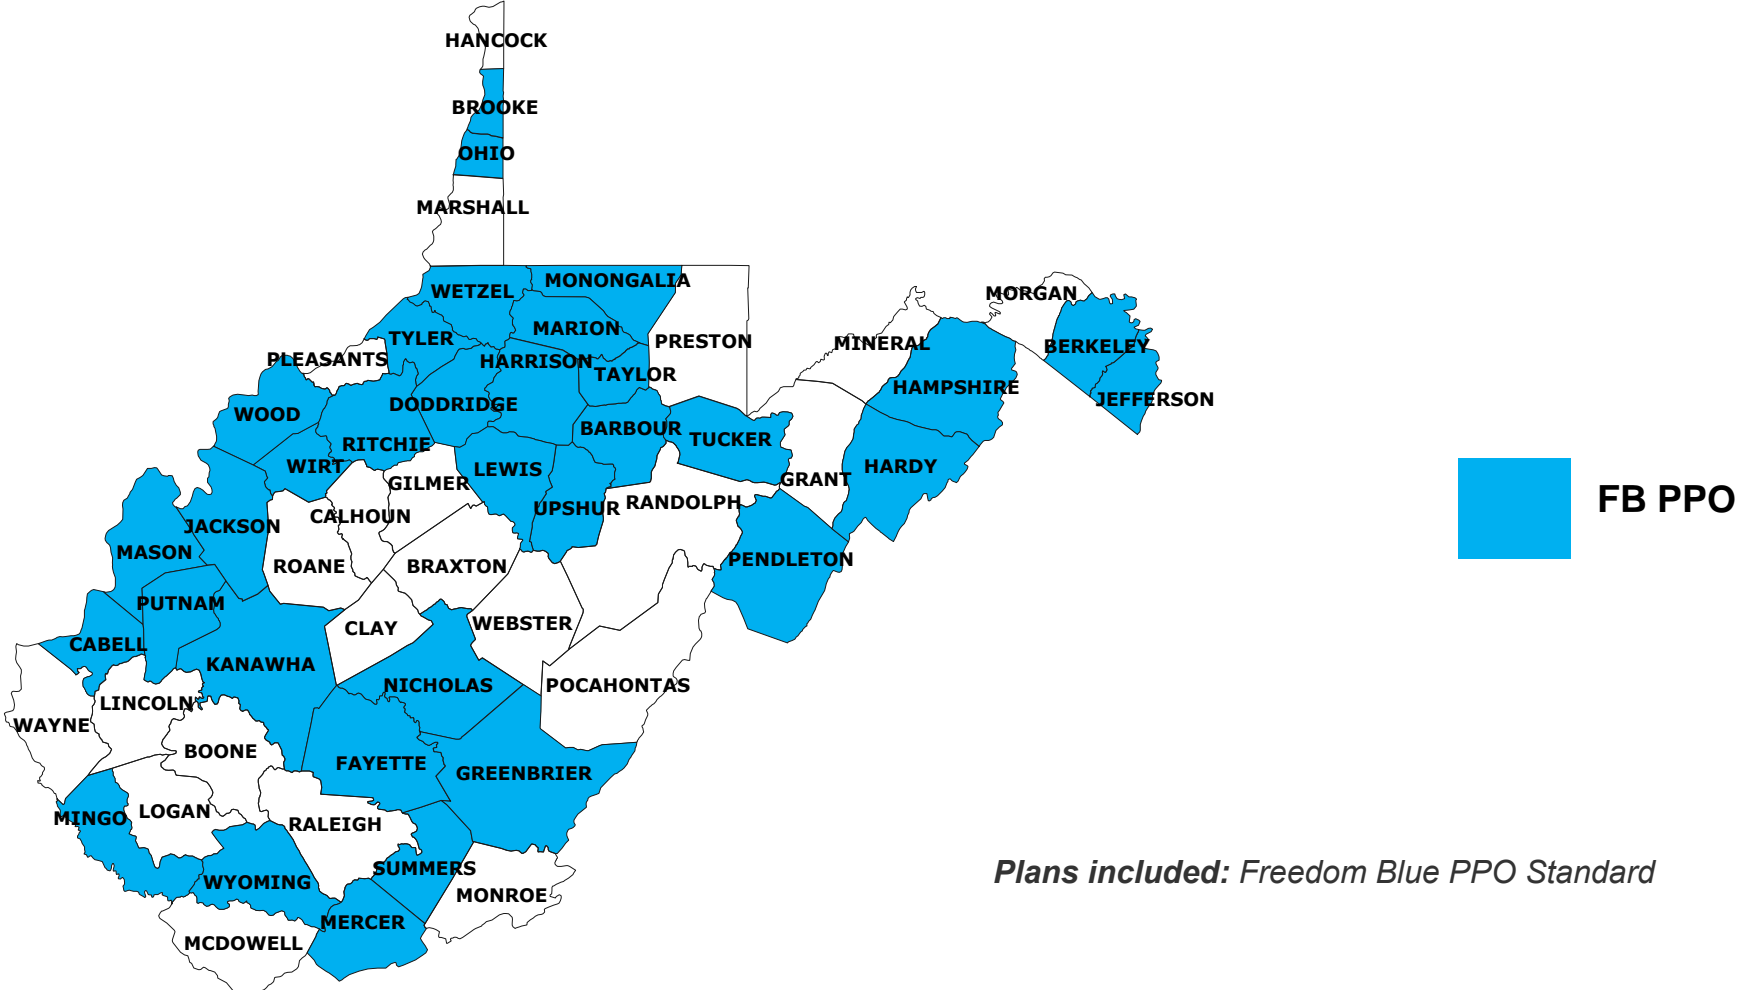 HANCOCK
BROOKE
OHIO
MARSHALL
WETZEL
MONONGALIA
MORGAN
TYLER
MARION
PRESTON
MINERAL
BERKELEY
PLEASANTS
HARRISON
TAYLOR
HAMPSHIRE
JEFFERSON
WOOD
DODDRIDGE
RITCHIE
BARBOUR
TUCKER
WIRT
LEWIS
HARDY
GILMER
GRANT
CALHOUN
UPSHUR
RANDOLPH
FB PPO
JACKSON
MASON
ROANE
BRAXTON
PENDLETON
PUTNAM
CLAY
WEBSTER
CABELL
KANAWHA
NICHOLAS
POCAHONTAS
LINCOLN
WAYNE
BOONE
FAYETTE
GREENBRIER
MINGO
LOGAN
RALEIGH
SUMMERS
Plans included: Freedom Blue PPO Standard
WYOMING
MONROE
MERCER
MCDOWELL